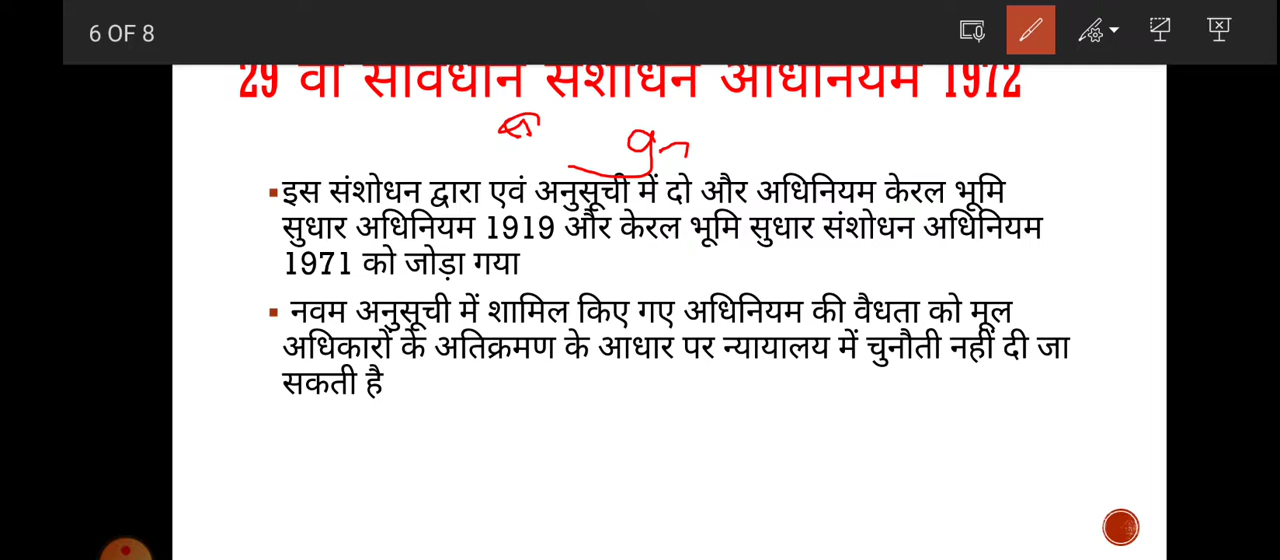 6 OF 8
29 वां संविधान संशोधन अधिनियम 1972
9
इस संशोधन द्वारा एवं अनुसूची में दो और अधिनियम केरल भूमि
सुधार अधिनियम 1919 और केरल भूमि सुधार संशोधन अधिनियम
1971 को जोड़ा गया
नवम अनुसूची में शामिल किए गए अधिनियम की वैधता को मूल
अधिकारों के अतिक्रमण के आधार पर न्यायालय में चुनौती नहीं दी जा
सकती है